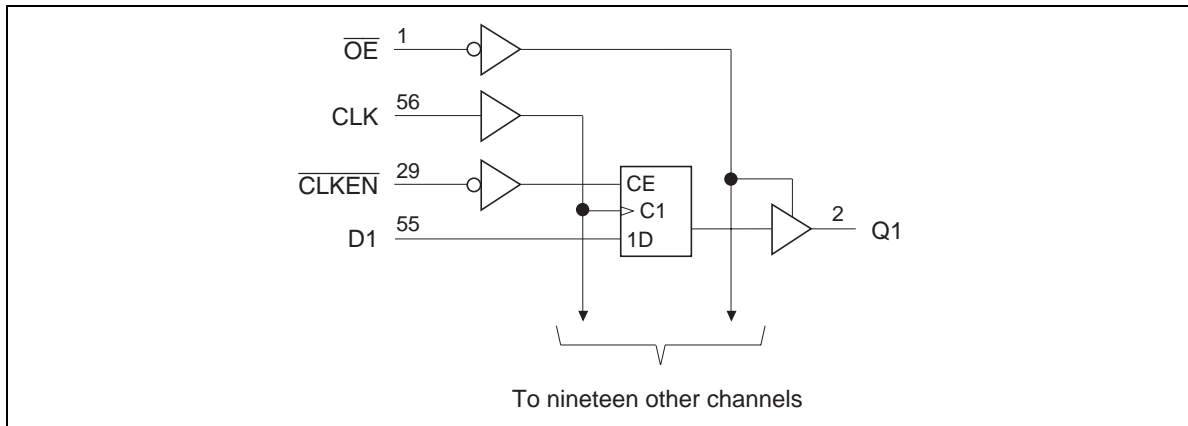 OE 1
CLK 56
CLKEN 29
D1 55
CE
C1
1D
2 Q1
To nineteen other channels